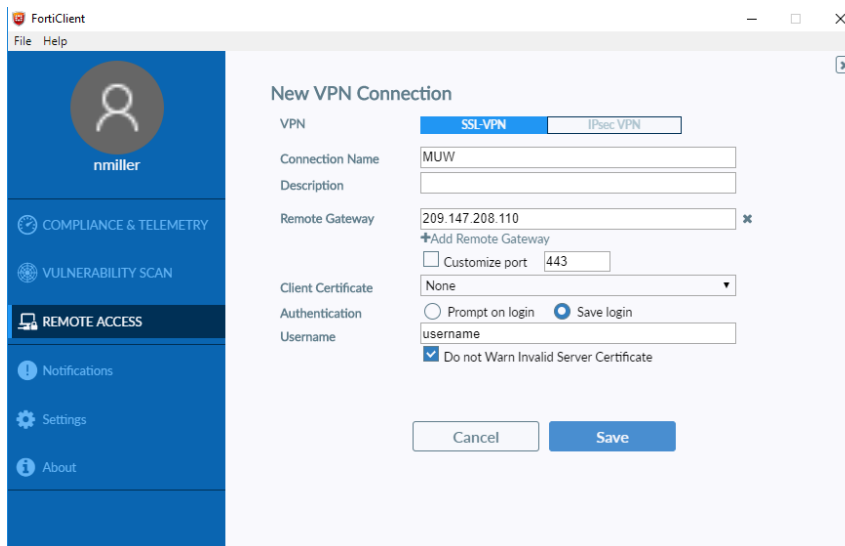 FortiClient
File Help
nmiller
COMPLIANCE & TELEMETRY
VULNERABILITY SCAN
REMOTE ACCESS
Notifications
Settings
About
New VPN Connection
VPN SSL-VPN IPsec VPN
Connection Name MUW
Description
Remote Gateway 209.147.208.110
+Add Remote Gateway
Customize port 443
Client Certificate None
Authentication Prompt on login Save login
Username username
Do not Warn Invalid Server Certificate
Cancel Save